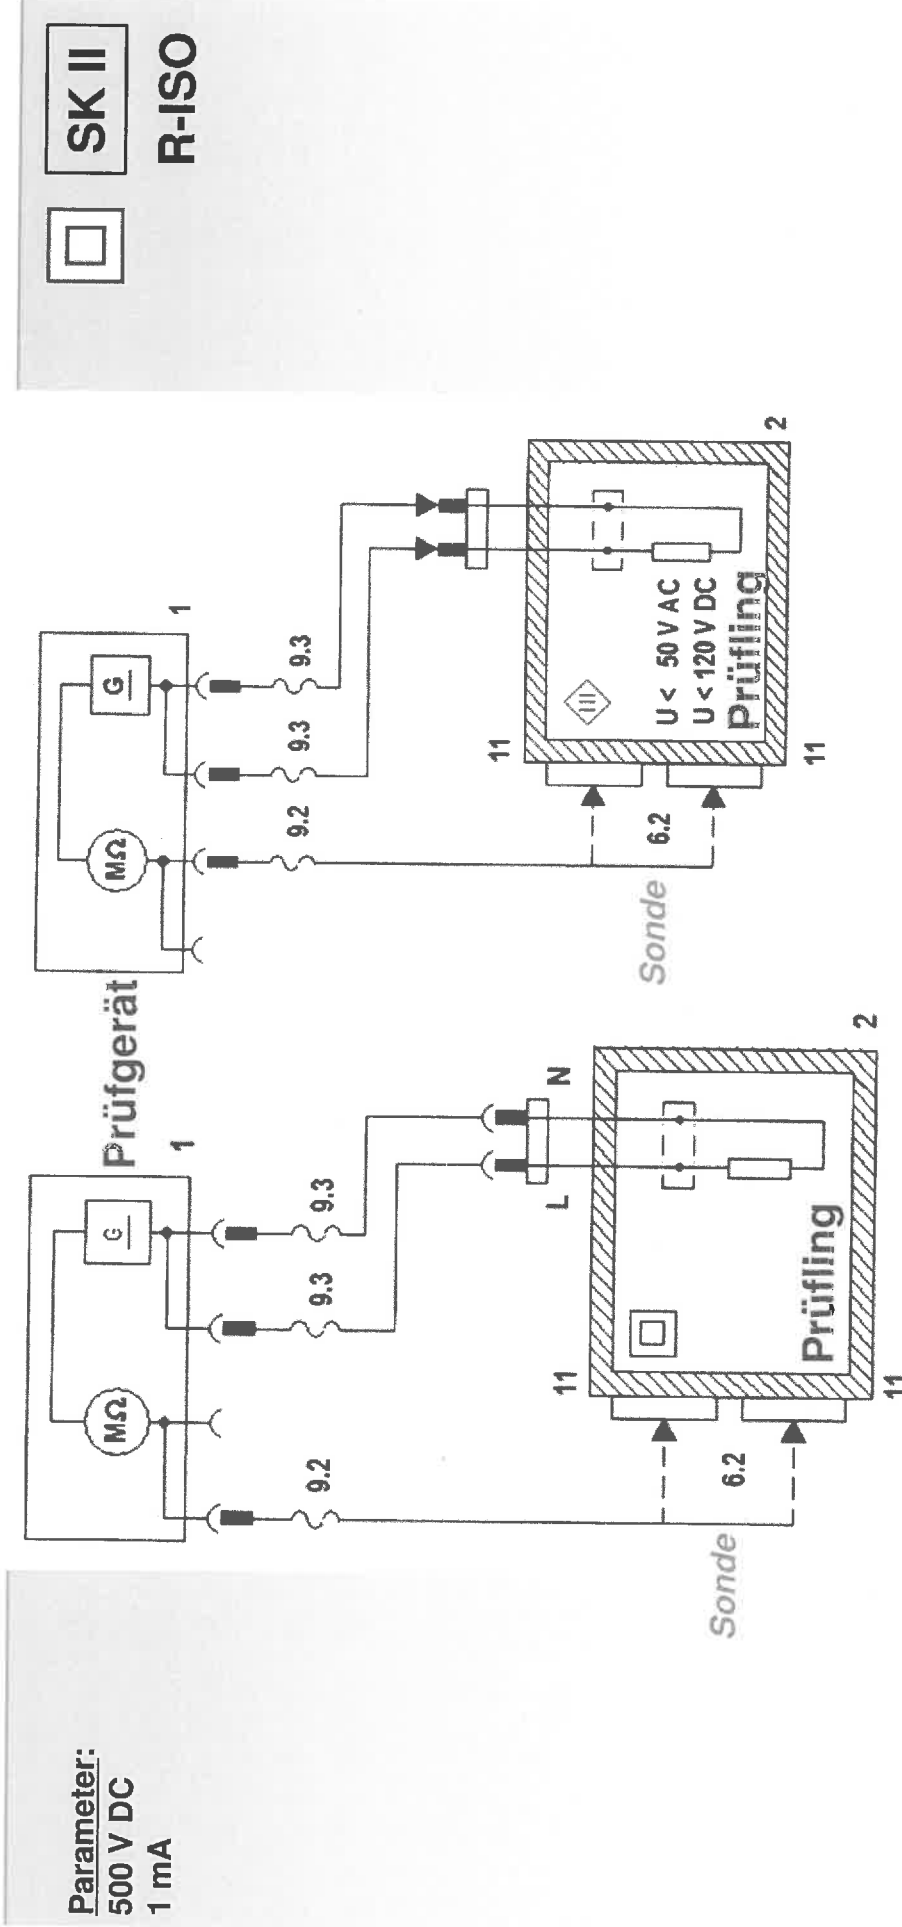 SK II
R-ISO
Parameter:
500 V DC
1 mA
MΩ
G
1
Prüfgerät
MΩ
G
1
9.2
9.3
9.3
9.2
9.3
9.3
L
N
11
11
6.2
Sonde
Prüfling
2
11
11
6.2
Sonde
III
U < 50 V AC
U < 120 V DC
Prüfling
2